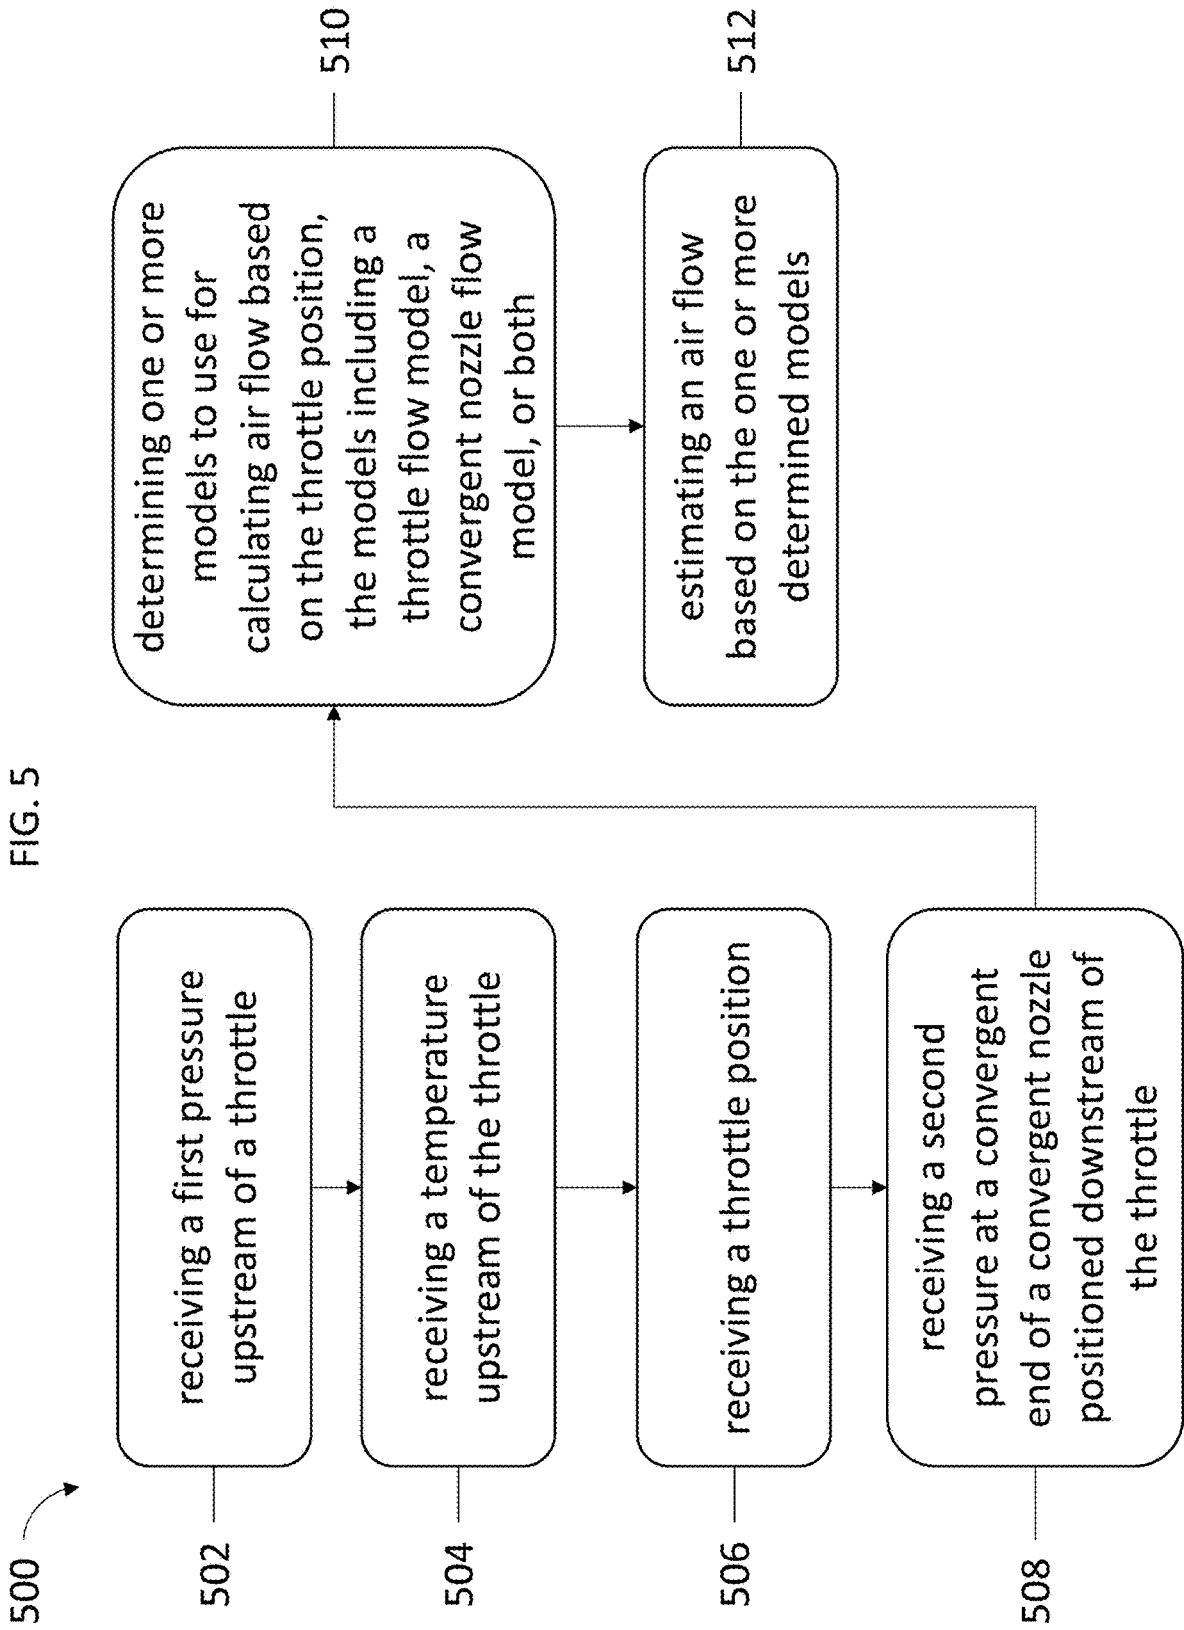 FIG. 5
500
502
receiving a first pressure
upstream of a throttle
504
receiving a temperature
upstream of the throttle
506
receiving a throttle position
508
receiving a second
pressure at a convergent
end of a convergent nozzle
positioned downstream of
the throttle
determining one or more
models to use for
calculating air flow based
on the throttle position,
the models including a
throttle flow model, a
convergent nozzle flow
model, or both
510
estimating an air flow
based on the one or more
determined models
512